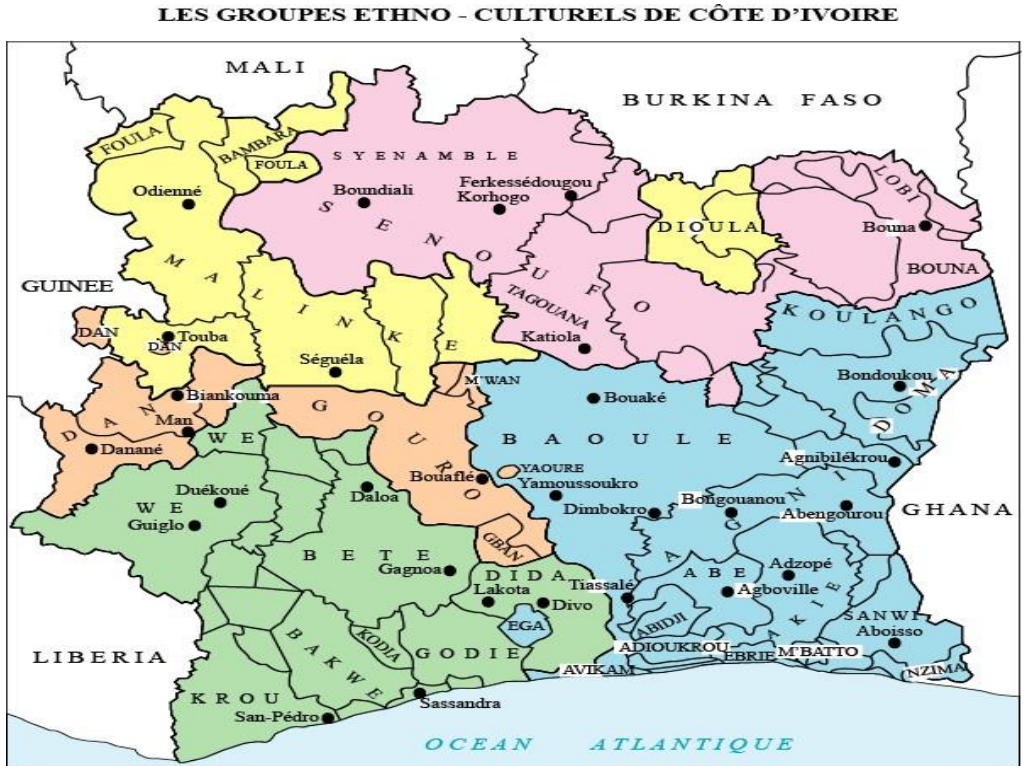 LES GROUPES ETHNO - CULTURELS DE CÔTE D'IVOIRE
MALI
BURKINA FASO
FOULA
BAMBARA
FOULA
SYENAMBLE
LOBI
Odienné
Boundiali
Ferkessédougou
Korhogo
SENOUFO
DIOULA
Bouna
BOUNA
GUINEE
MALINKE
TAGOUANA
KOULANGO
DAN
Touba
DAN
Katiola
Séguéla
M'WAN
Bondoukou
DOMA
Biankouma
Bouaké
DAN
Man
WE
GOURO
BAOULE
Danané
Agnibilékrou
Bouaflé
YAOURE
Yamoussoukro
Daloa
Duékoué
WE
Guiglo
Dimbokro
Bongouanou
AGNI
Abengourou
GHANA
GBAN
BETE
Gagnoa
DIDA
Lakota
Divo
Tiassalé
ABE
Adzopé
Agboville
EGA
ABIDJI
AKIE
SANWI
Aboisso
LIBERIA
BAKWE
KODIA
GODIE
ADIOUKROU
EBRIE
M'BATTO
AVIKAM
NZIMA
KROU
Sassandra
San-Pédro
OCEAN ATLANTIQUE